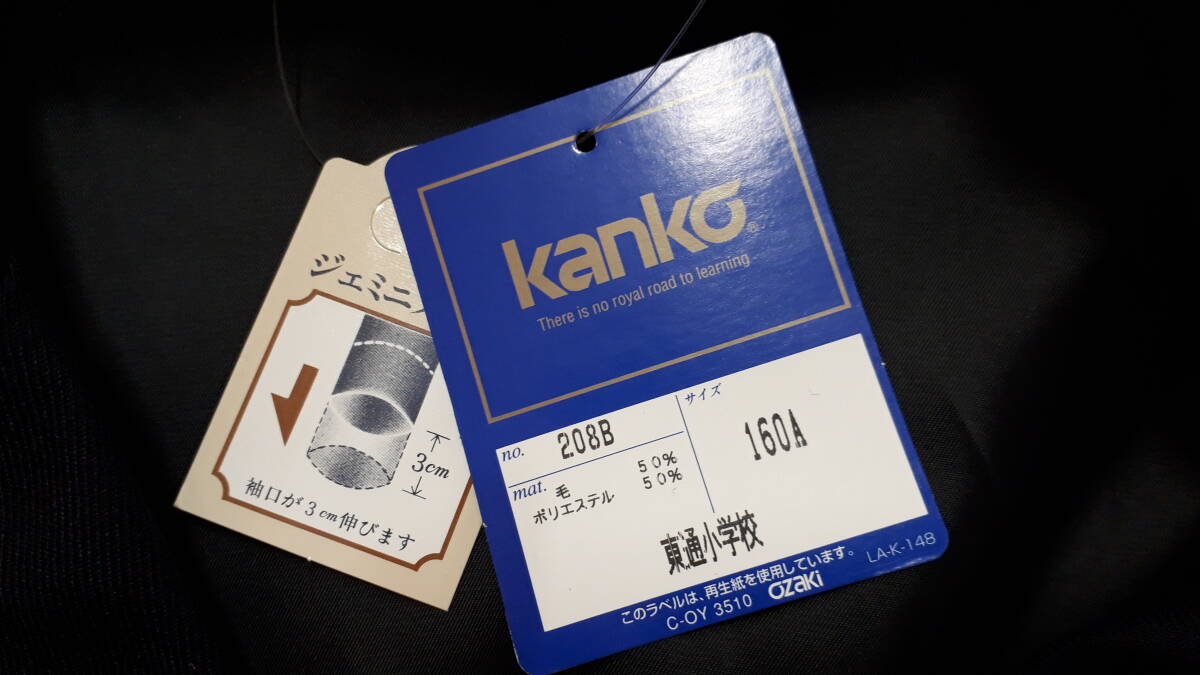 ジェミニ
3cm
袖口が3cm伸びます
kanko®
There is no royal road to learning
no. 208B
サイズ
160A
mat. 毛 50%
ポリエステル 50%
東通小学校
このラベルは、再生紙を使用しています。
C-OY 3510 OZAKI LA-K-148